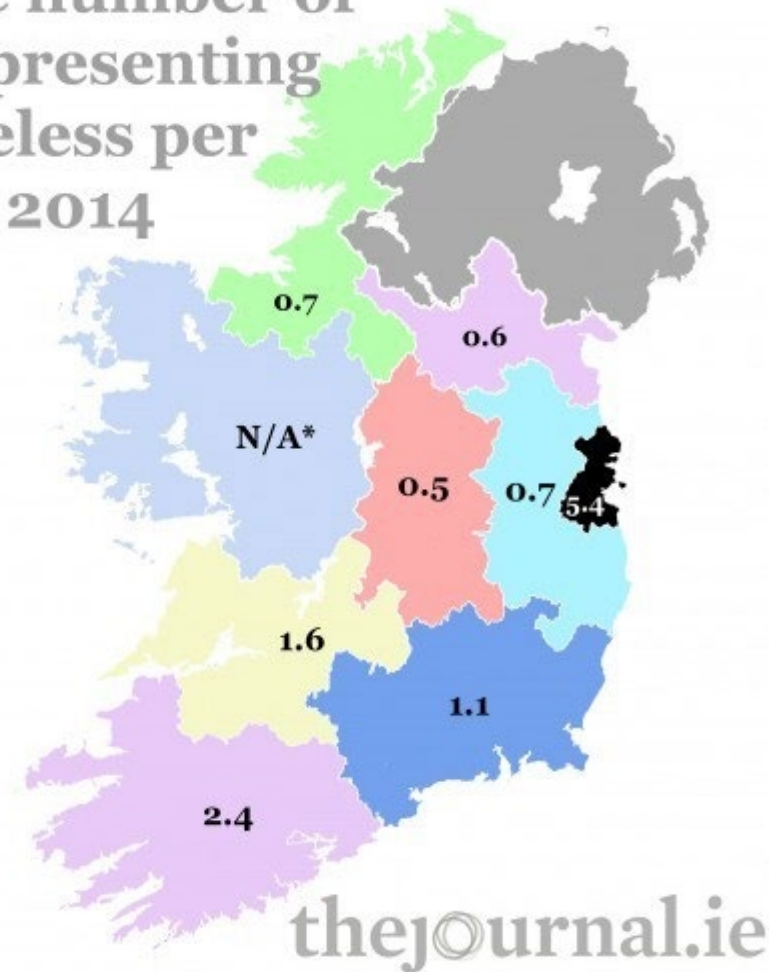 number of
presenting
eless per
2014
0.7
0.6
N/A*
0.5
0.7
5.4
1.6
1.1
2.4
thejournal.ie